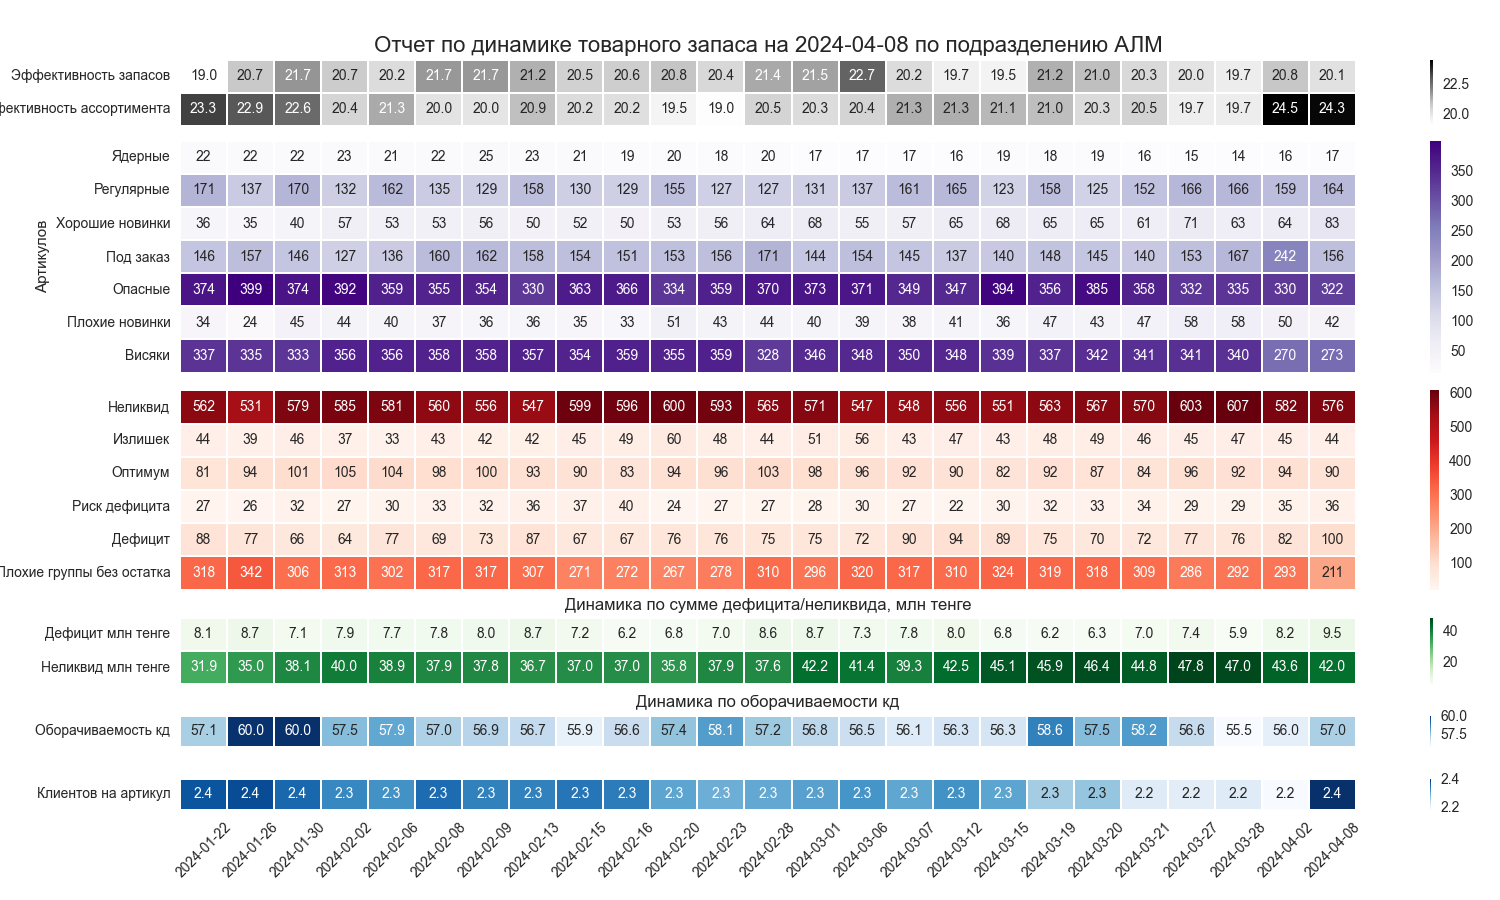 Отчет по динамике товарного запаса на 2024-04-08 по подразделению АЛМ
Эффективность запасов 19.0 20.7 21.7 20.7 20.2 21.7 21.7 21.2 20.5 20.6 20.8 20.4 21.4 21.5 22.7 20.2 19.7 19.5 21.2 21.0 20.3 20.0 19.7 20.8 20.1
фективность ассортимента 23.3 22.9 22.6 20.4 21.3 20.0 20.0 20.9 20.2 20.2 19.5 19.0 20.5 20.3 20.4 21.3 21.3 21.1 21.0 20.3 20.5 19.7 19.7 24.5 24.3
22.5
20.0
Артикулов
Ядерные 22 22 22 23 21 22 25 23 21 19 20 18 20 17 17 17 16 19 18 19 16 15 14 16 17
Регулярные 171 137 170 132 162 135 129 158 130 129 155 127 127 131 137 161 165 123 158 125 152 166 166 159 164
Хорошие новинки 36 35 40 57 53 53 56 50 52 50 53 56 64 68 55 57 65 68 65 65 61 71 63 64 83
Под заказ 146 157 146 127 136 160 162 158 154 151 153 156 171 144 154 145 137 140 148 145 140 153 167 242 156
Опасные 374 399 374 392 359 355 354 330 363 366 334 359 370 373 371 349 347 394 356 385 358 332 335 330 322
Плохие новинки 34 24 45 44 40 37 36 36 35 33 51 43 44 40 39 38 41 36 47 43 47 58 58 50 42
Висяки 337 335 333 356 356 358 358 357 354 359 355 359 328 346 348 350 348 339 337 342 341 341 340 270 273
350
300
250
200
150
100
50
Неликвид 562 531 579 585 581 560 556 547 599 596 600 593 565 571 547 548 556 551 563 567 570 603 607 582 576
Излишек 44 39 46 37 33 43 42 42 45 49 60 48 44 51 56 43 47 43 48 49 46 45 47 45 44
Оптимум 81 94 101 105 104 98 100 93 90 83 94 96 103 98 96 92 90 82 92 87 84 96 92 94 90
Риск дефицита 27 26 32 27 30 33 32 36 37 40 24 27 27 28 30 27 22 30 32 33 34 29 29 35 36
Дефицит 88 77 66 64 77 69 73 87 67 67 76 76 75 75 72 90 94 89 75 70 72 77 76 82 100
Плохие группы без остатка 318 342 306 313 302 317 317 307 271 272 267 278 310 296 320 317 310 324 319 318 309 286 292 293 211
600
500
400
300
200
100
Динамика по сумме дефицита/неликвида, млн тенге
Дефицит млн тенге 8.1 8.7 7.1 7.9 7.7 7.8 8.0 8.7 7.2 6.2 6.8 7.0 8.6 8.7 7.3 7.8 8.0 6.8 6.2 6.3 7.0 7.4 5.9 8.2 9.5
Неликвид млн тенге 31.9 35.0 38.1 40.0 38.9 37.9 37.8 36.7 37.0 37.0 35.8 37.9 37.6 42.2 41.4 39.3 42.5 45.1 45.9 46.4 44.8 47.8 47.0 43.6 42.0
40
20
Динамика по оборачиваемости кд
Оборачиваемость кд 57.1 60.0 60.0 57.5 57.9 57.0 56.9 56.7 55.9 56.6 57.4 58.1 57.2 56.8 56.5 56.1 56.3 56.3 58.6 57.5 58.2 56.6 55.5 56.0 57.0
60.0
57.5
Клиентов на артикул 2.4 2.4 2.4 2.3 2.3 2.3 2.3 2.3 2.3 2.3 2.3 2.3 2.3 2.3 2.3 2.3 2.3 2.3 2.3 2.3 2.2 2.2 2.2 2.2 2.4
2.4
2.2
2024-01-22 2024-01-26 2024-01-30 2024-02-02 2024-02-06 2024-02-08 2024-02-09 2024-02-13 2024-02-15 2024-02-16 2024-02-20 2024-02-23 2024-02-28 2024-03-01 2024-03-06 2024-03-07 2024-03-12 2024-03-15 2024-03-19 2024-03-20 2024-03-21 2024-03-27 2024-03-28 2024-04-02 2024-04-08